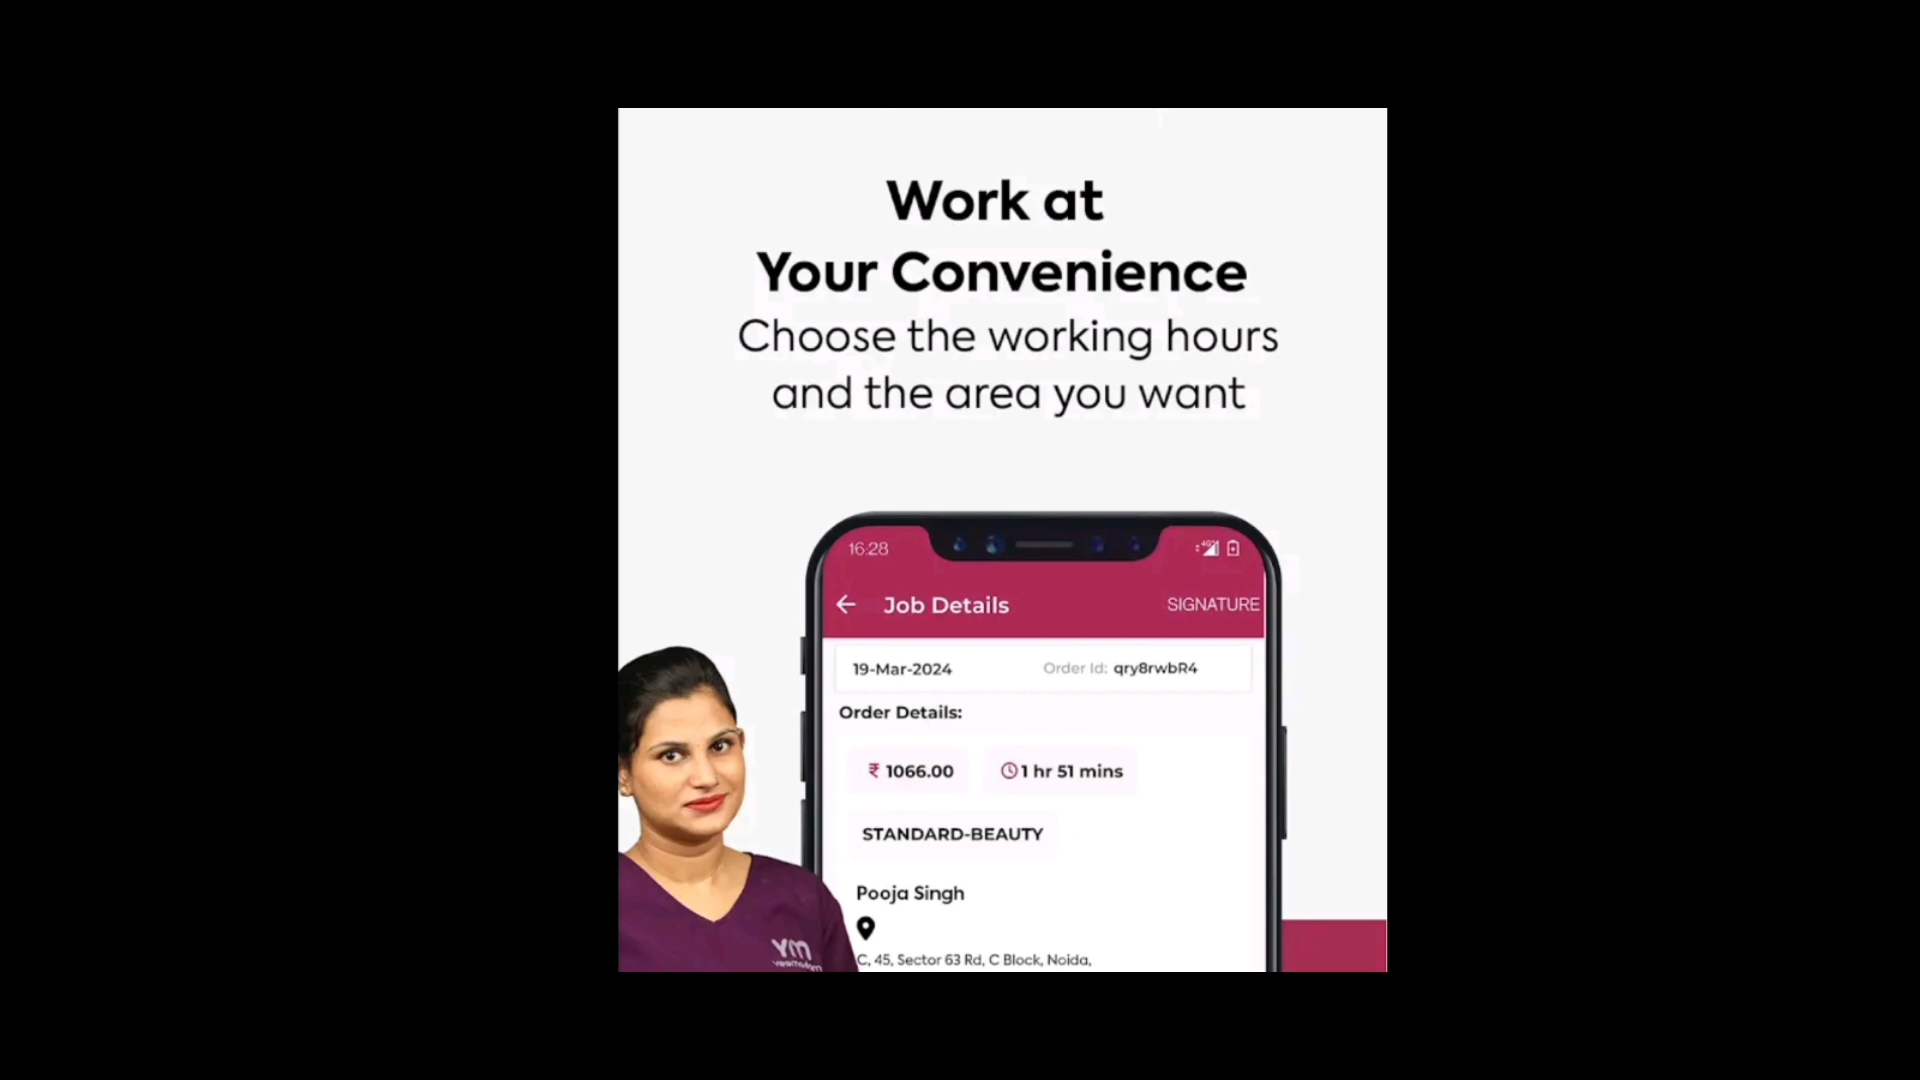 Work at
Your Convenience
Choose the working hours
and the area you want
16:28
Job Details
SIGNATURE
19-Mar-2024 Order Id: qry8rwbR4
Order Details:
₹ 1066.00 1 hr 51 mins
STANDARD-BEAUTY
Pooja Singh
C, 45, Sector 63 Rd, C Block, Noida,
YM
yesmadam